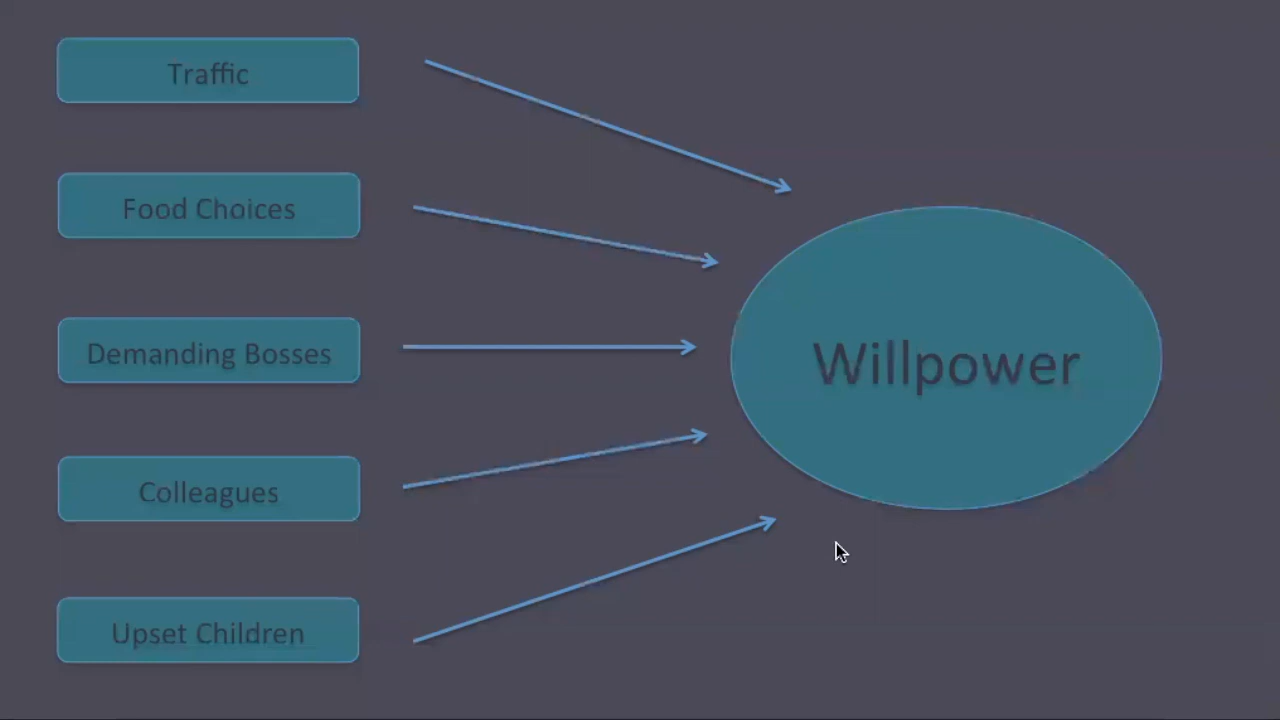 Traffic
Food Choices
Demanding Bosses
Willpower
Colleagues
Upset Children